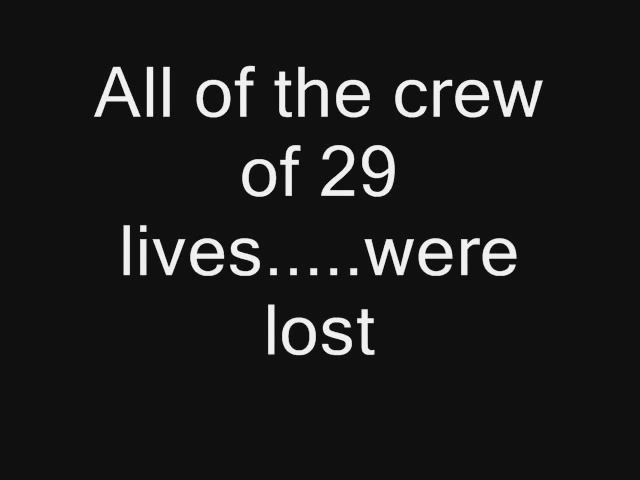 All of the crew
of 29
lives.....were
lost